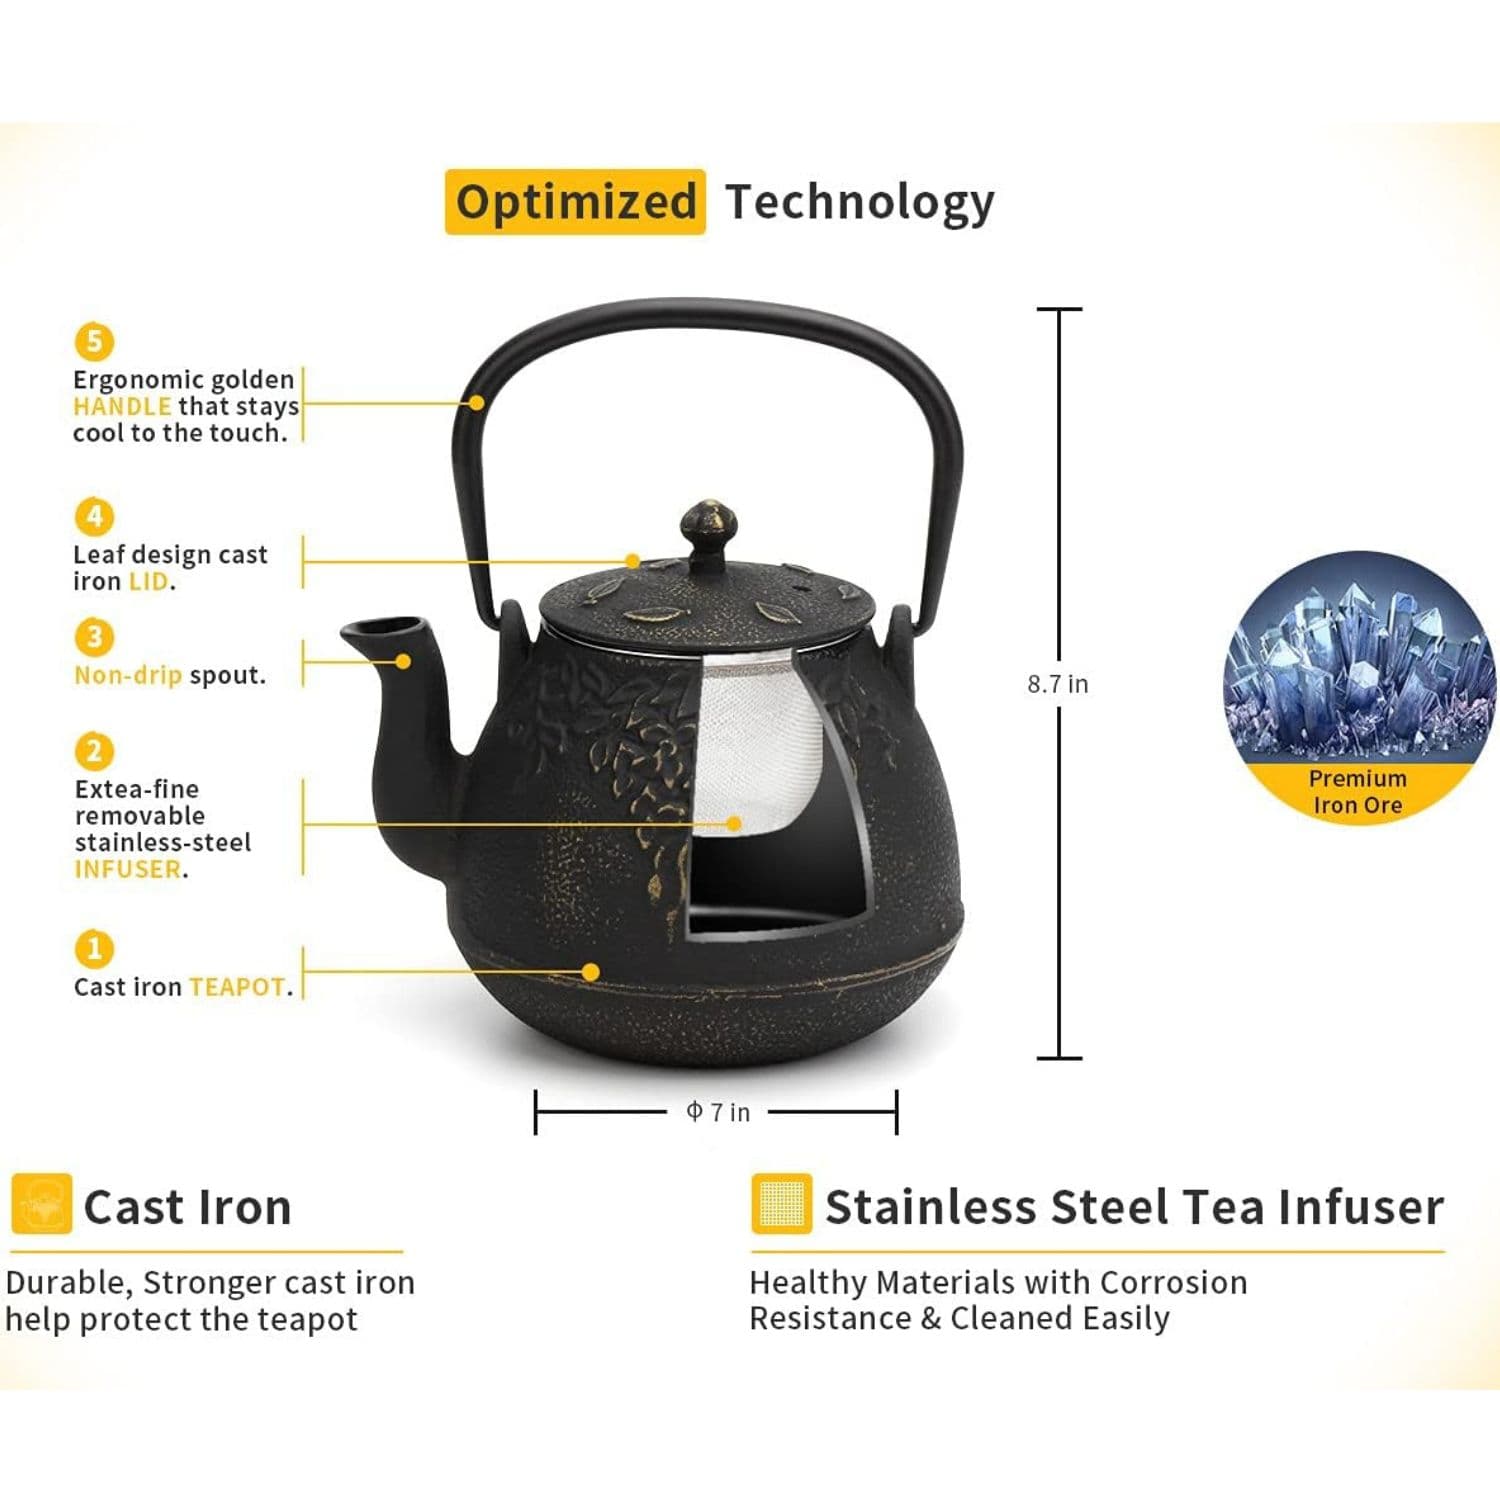 Optimized Technology
5
Ergonomic golden
HANDLE that stays
cool to the touch.
4
Leaf design cast
iron LID.
3
Non-drip spout.
2
Extea-fine
removable
stainless-steel
INFUSER.
1
Cast iron TEAPOT.
8.7 in
Φ 7 in
Premium
Iron Ore
Cast Iron
Durable, Stronger cast iron
help protect the teapot
Stainless Steel Tea Infuser
Healthy Materials with Corrosion
Resistance & Cleaned Easily